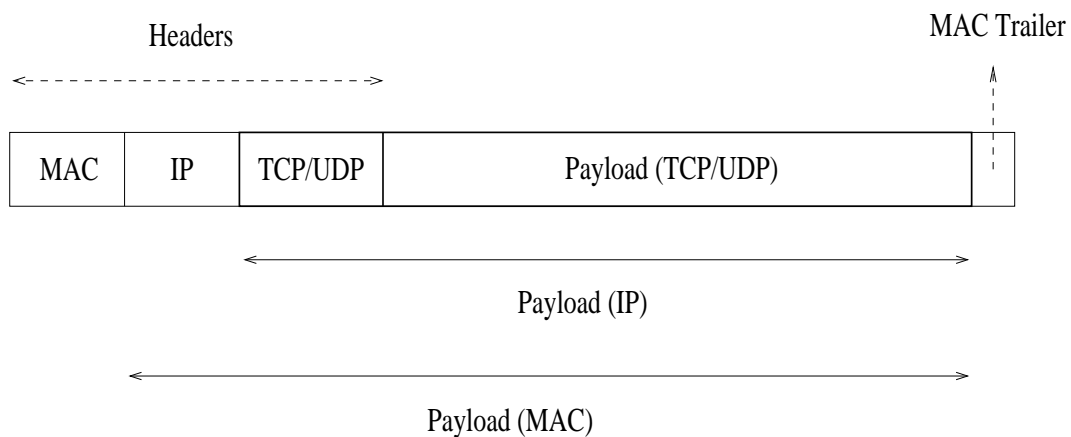 MAC Trailer
Headers
MAC
IP
TCP/UDP
Payload (TCP/UDP)
Payload (IP)
Payload (MAC)